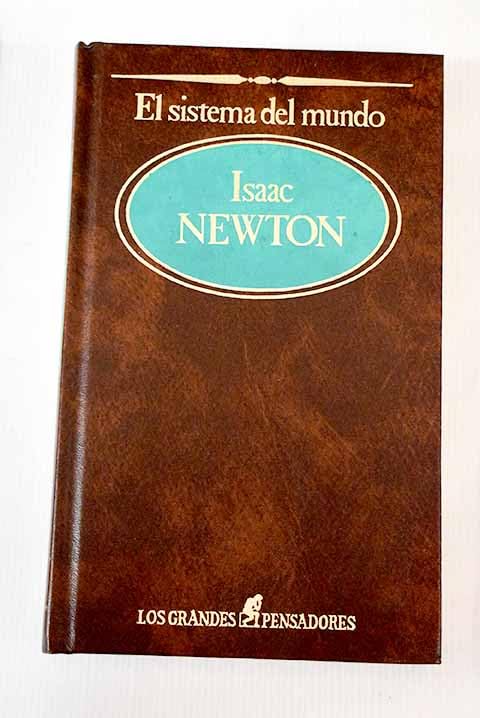 El sistema del mundo
Isaac
NEWTON
LOS GRANDES PENSADORES